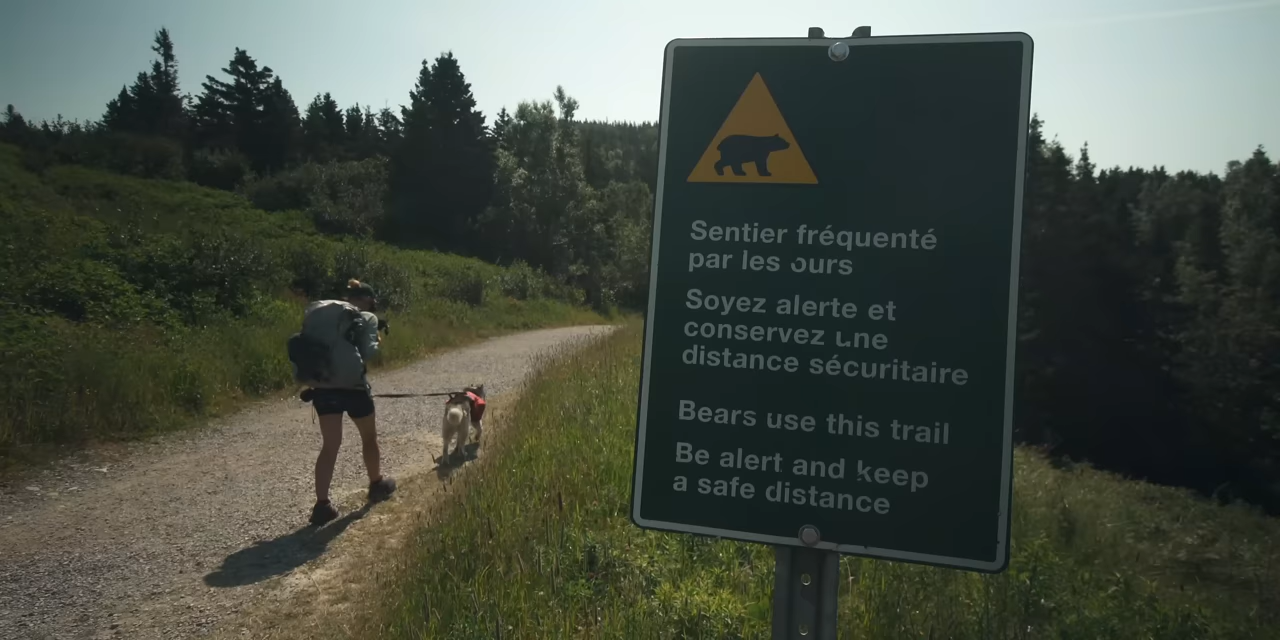 Sentier fréquenté
par les ours
Soyez alerte et
conservez une
distance sécuritaire
Bears use this trail
Be alert and keep
a safe distance